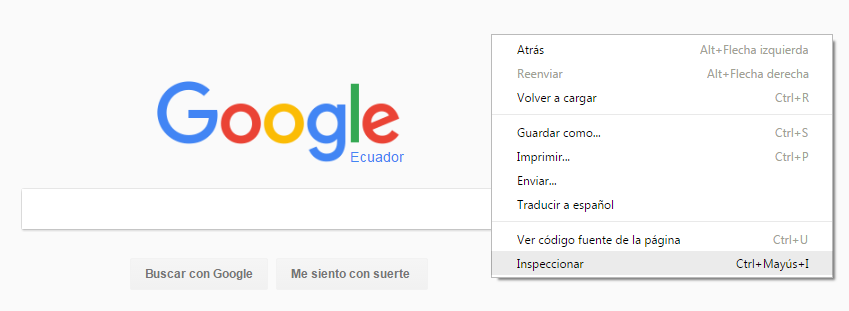 Google
Ecuador
Buscar con Google
Me siento con suerte
Atrás Alt+Flecha izquierda
Reenviar Alt+Flecha derecha
Volver a cargar Ctrl+R
Guardar como... Ctrl+S
Imprimir... Ctrl+P
Enviar...
Traducir a español
Ver código fuente de la página Ctrl+U
Inspeccionar Ctrl+Mayús+I